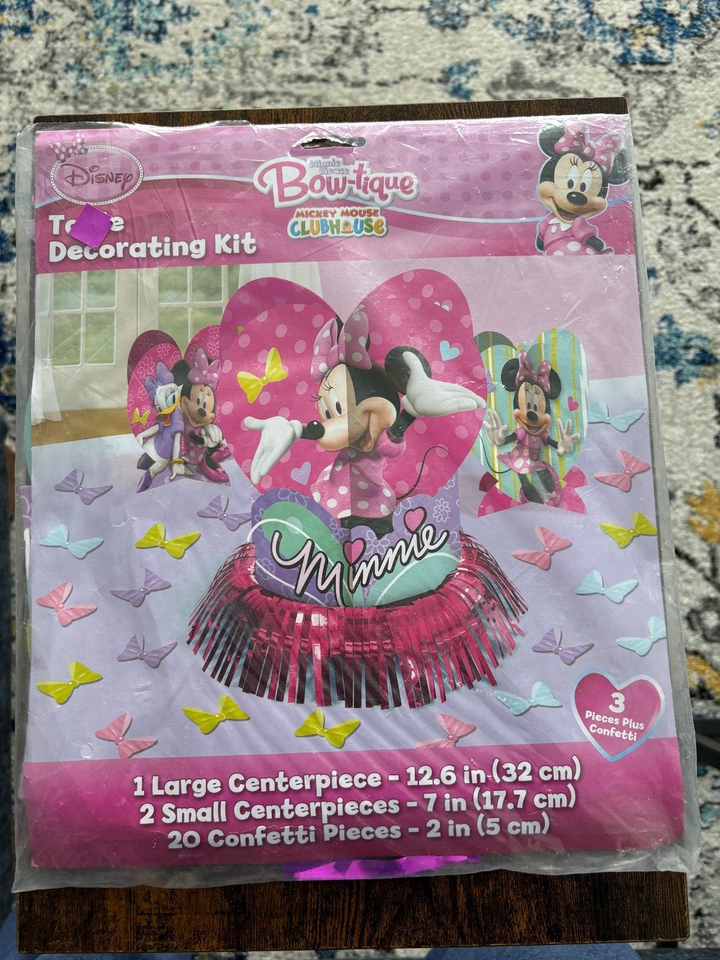 Disney
Minnie
Mouse
Bow-tique
MICKEY MOUSE
CLUBHOUSE
Decorating Kit
Minnie
3
Pieces Plus
Confetti
1 Large Centerpiece - 12.6 in (32 cm)
2 Small Centerpieces - 7 in (17.7 cm)
20 Confetti Pieces - 2 in (5 cm)